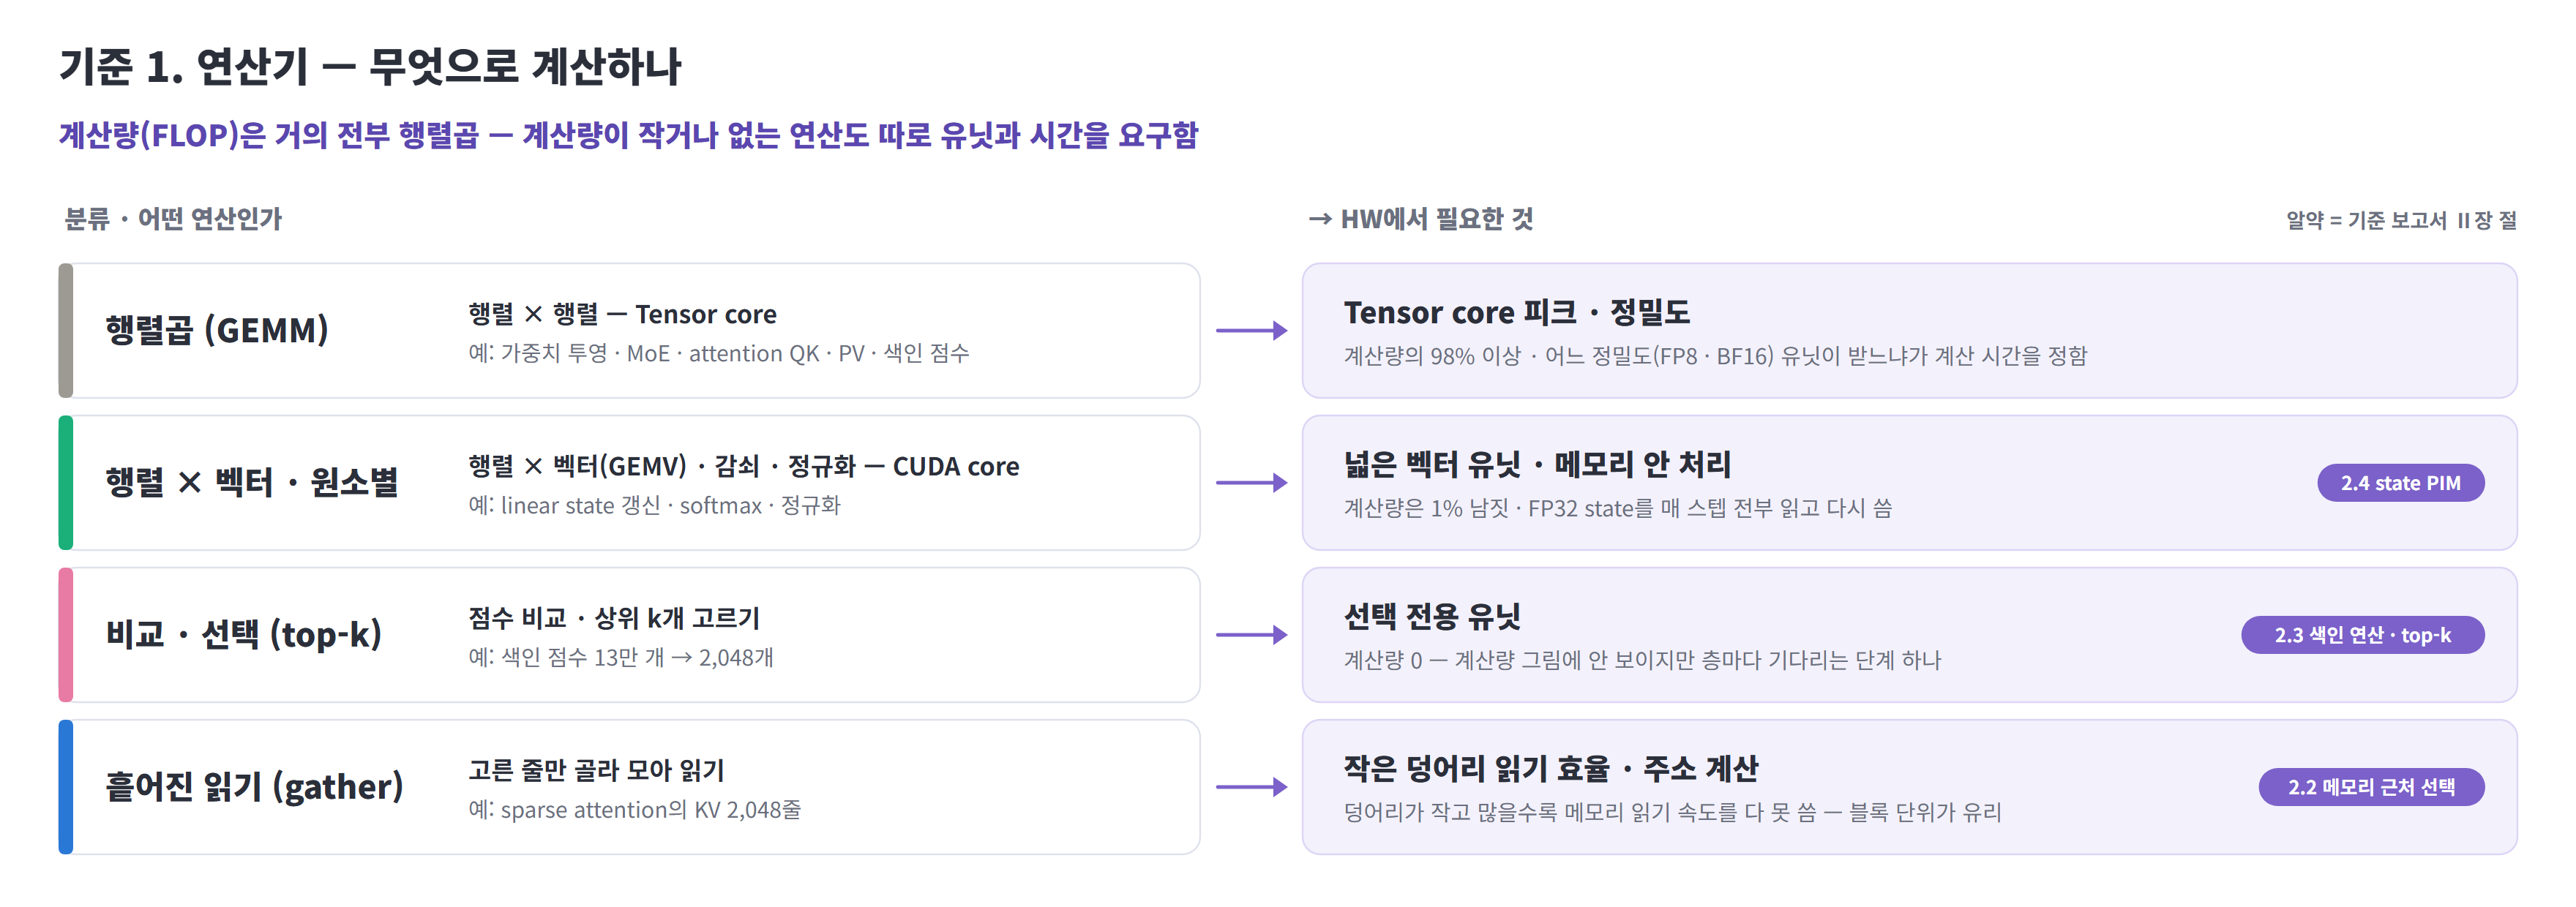 기준 1. 연산기 — 무엇으로 계산하나
계산량(FLOP)은 거의 전부 행렬곱 — 계산량이 작거나 없는 연산도 따로 유닛과 시간을 요구함
분류 · 어떤 연산인가
→ HW에서 필요한 것
알약 = 기준 보고서 Ⅱ장 절
행렬곱 (GEMM)
행렬 × 행렬 — Tensor core
예: 가중치 투영 · MoE · attention QK · PV · 색인 점수
Tensor core 피크 · 정밀도
계산량의 98% 이상 · 어느 정밀도(FP8 · BF16) 유닛이 받느냐가 계산 시간을 정함
행렬 × 벡터 · 원소별
행렬 × 벡터(GEMV) · 감쇠 · 정규화 — CUDA core
예: linear state 갱신 · softmax · 정규화
넓은 벡터 유닛 · 메모리 안 처리
계산량은 1% 남짓 · FP32 state를 매 스텝 전부 읽고 다시 씀
2.4 state PIM
비교 · 선택 (top-k)
점수 비교 · 상위 k개 고르기
예: 색인 점수 13만 개 → 2,048개
선택 전용 유닛
계산량 0 — 계산량 그림에 안 보이지만 층마다 기다리는 단계 하나
2.3 색인 연산 · top-k
흩어진 읽기 (gather)
고른 줄만 골라 모아 읽기
예: sparse attention의 KV 2,048줄
작은 덩어리 읽기 효율 · 주소 계산
덩어리가 작고 많을수록 메모리 읽기 속도를 다 못 씀 — 블록 단위가 유리
2.2 메모리 근처 선택